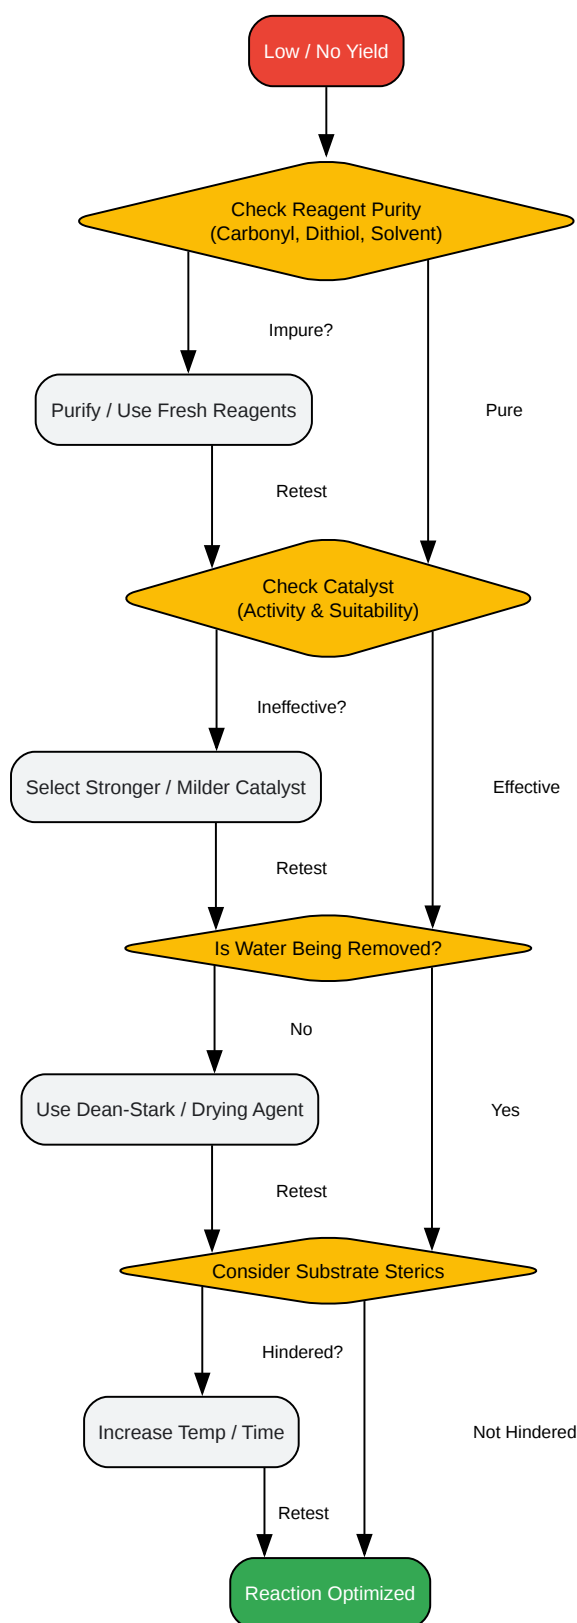 Low / No Yield
Check Reagent Purity
(Carbonyl, Dithiol, Solvent)
Impure?
Purify / Use Fresh Reagents
Pure
Retest
Check Catalyst
(Activity & Suitability)
Ineffective?
Select Stronger / Milder Catalyst
Effective
Retest
Is Water Being Removed?
No
Use Dean-Stark / Drying Agent
Yes
Retest
Consider Substrate Sterics
Hindered?
Increase Temp / Time
Not Hindered
Retest
Reaction Optimized